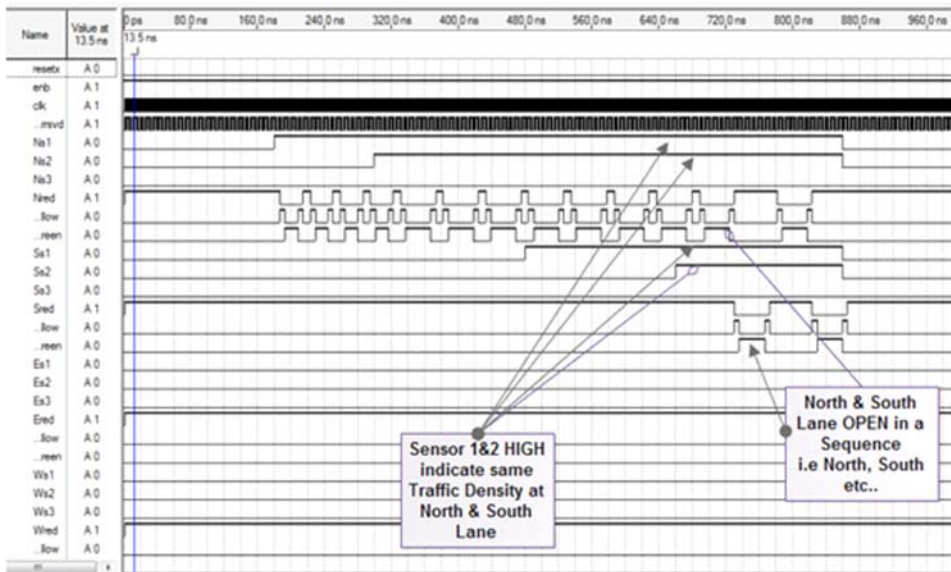 Name
Value at
13.5 ns
0 ps
80.0 ns
160.0 ns
240.0 ns
320.0 ns
400.0 ns
480.0 ns
560.0 ns
640.0 ns
720.0 ns
800.0 ns
880.0 ns
960.0 ns
13.5 ns
resetx A 0
enb A 1
clk A 1
...msvd A 1
Ns1 A 0
Ns2 A 0
Ns3 A 0
Nred A 1
...llow A 0
...reen A 0
Ss1 A 0
Ss2 A 0
Ss3 A 0
Sred A 1
...llow A 0
...reen A 0
Es1 A 0
Es2 A 0
Es3 A 0
Ered A 1
...llow A 0
...reen A 0
Ws1 A 0
Ws2 A 0
Ws3 A 0
Wred A 1
...llow A 0
Sensor 1&2 HIGH
indicate same
Traffic Density at
North & South
Lane
North & South
Lane OPEN in a
Sequence
i.e North, South
etc..